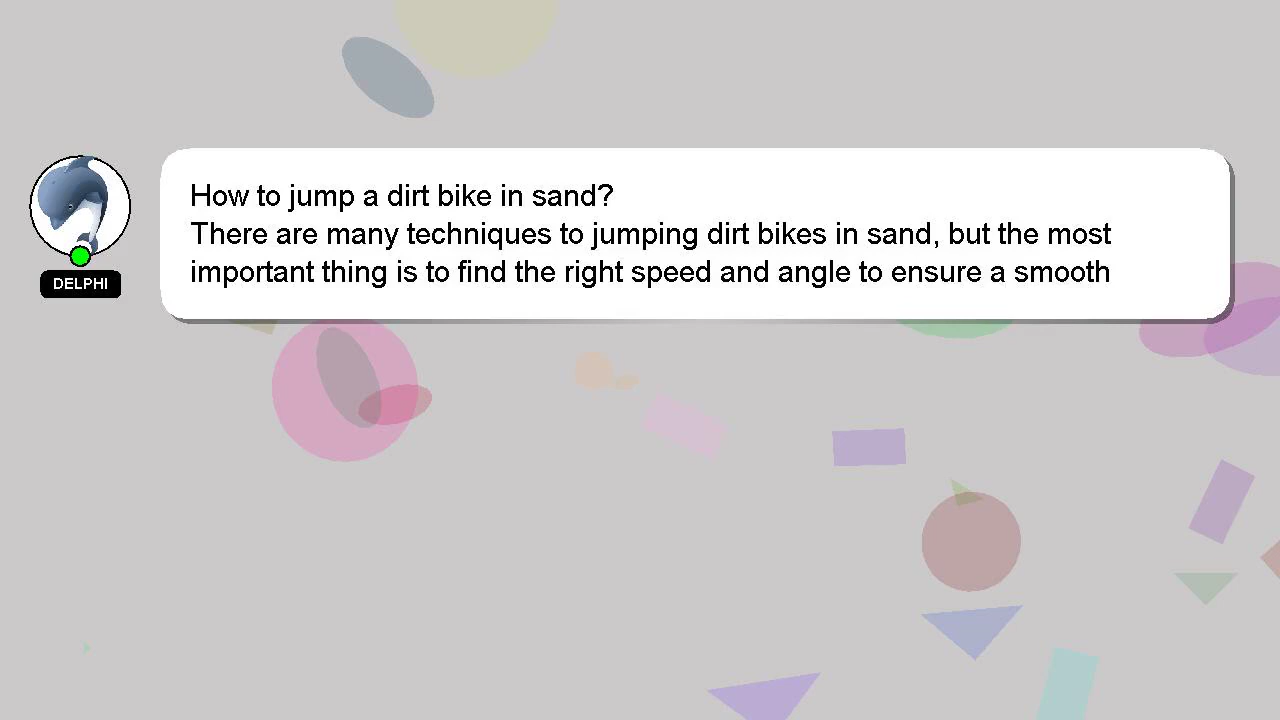 How to jump a dirt bike in sand?
There are many techniques to jumping dirt bikes in sand, but the most
important thing is to find the right speed and angle to ensure a smooth
DELPHI